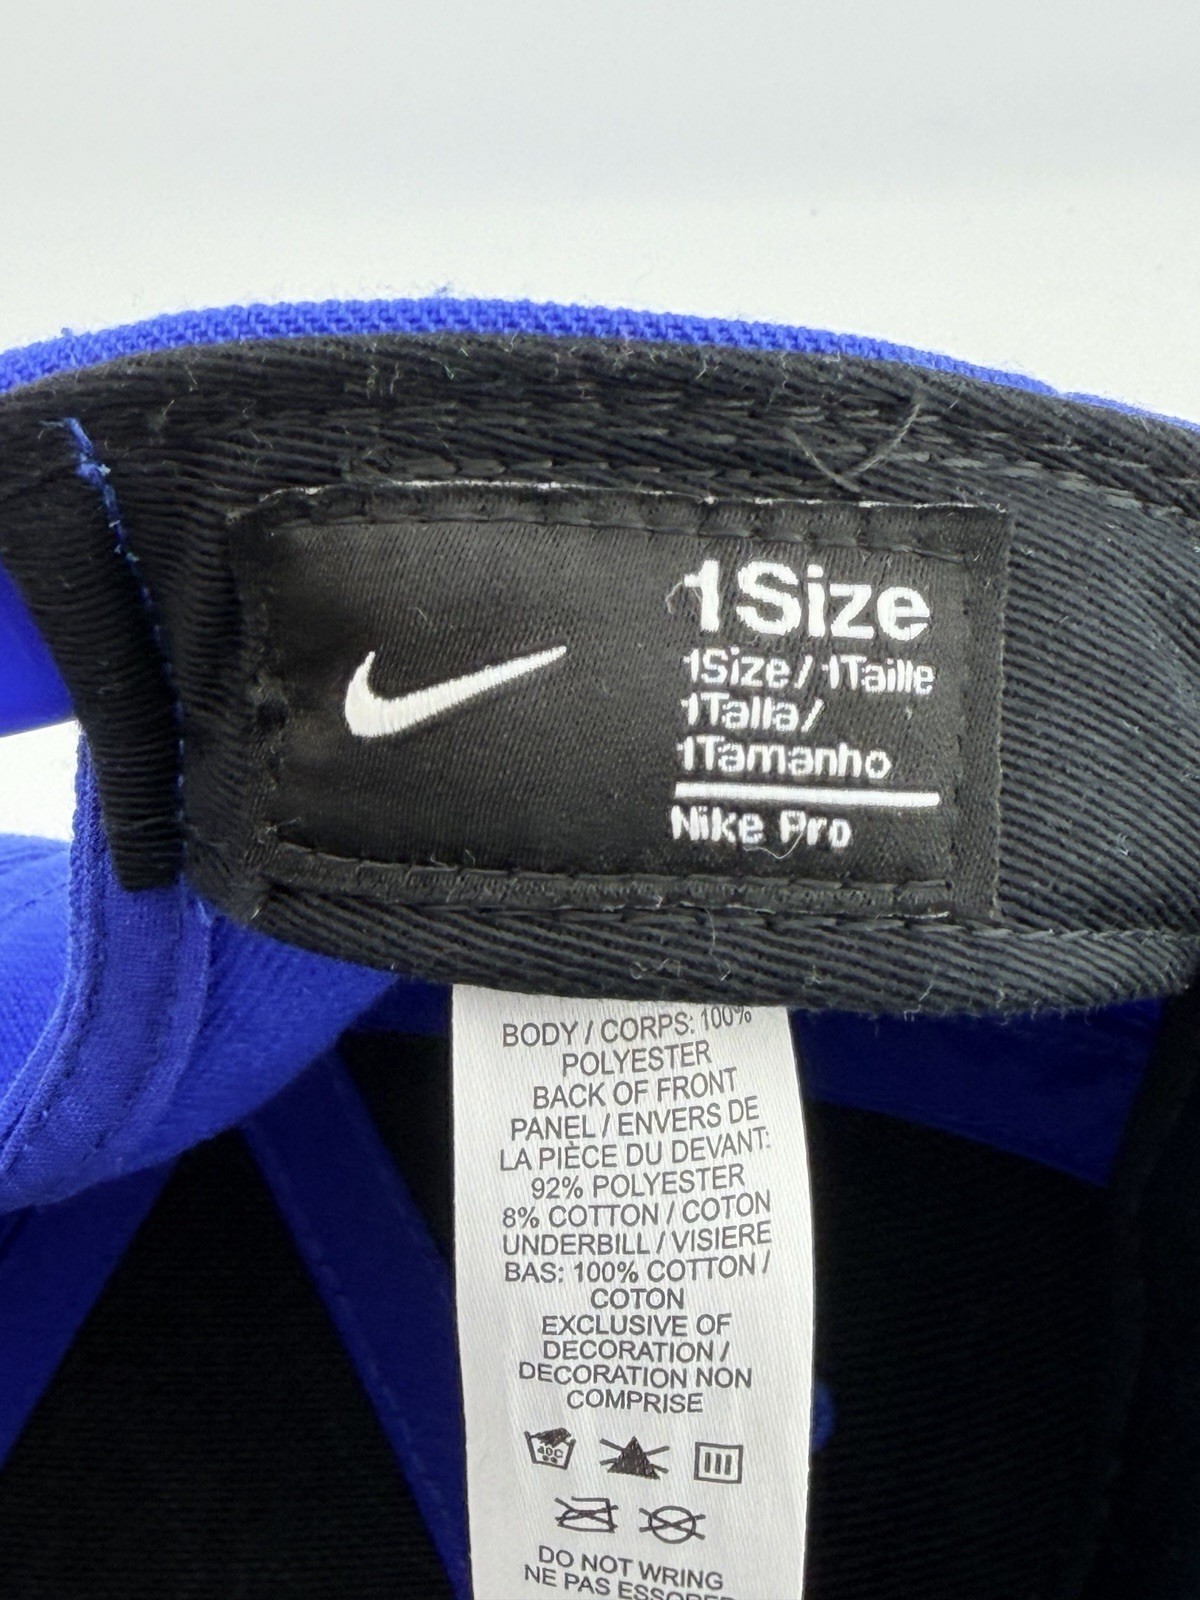 1Size
1Size / 1Taille
1Talla/
1Tamanho
Nike Pro
BODY / CORPS: 100%
POLYESTER
BACK OF FRONT
PANEL / ENVERS DE
LA PIÈCE DU DEVANT:
92% POLYESTER
8% COTTON / COTON
UNDERBILL / VISIERE
BAS: 100% COTTON /
COTON
EXCLUSIVE OF
DECORATION /
DECORATION NON
COMPRISE
40C
DO NOT WRING
NE PAS